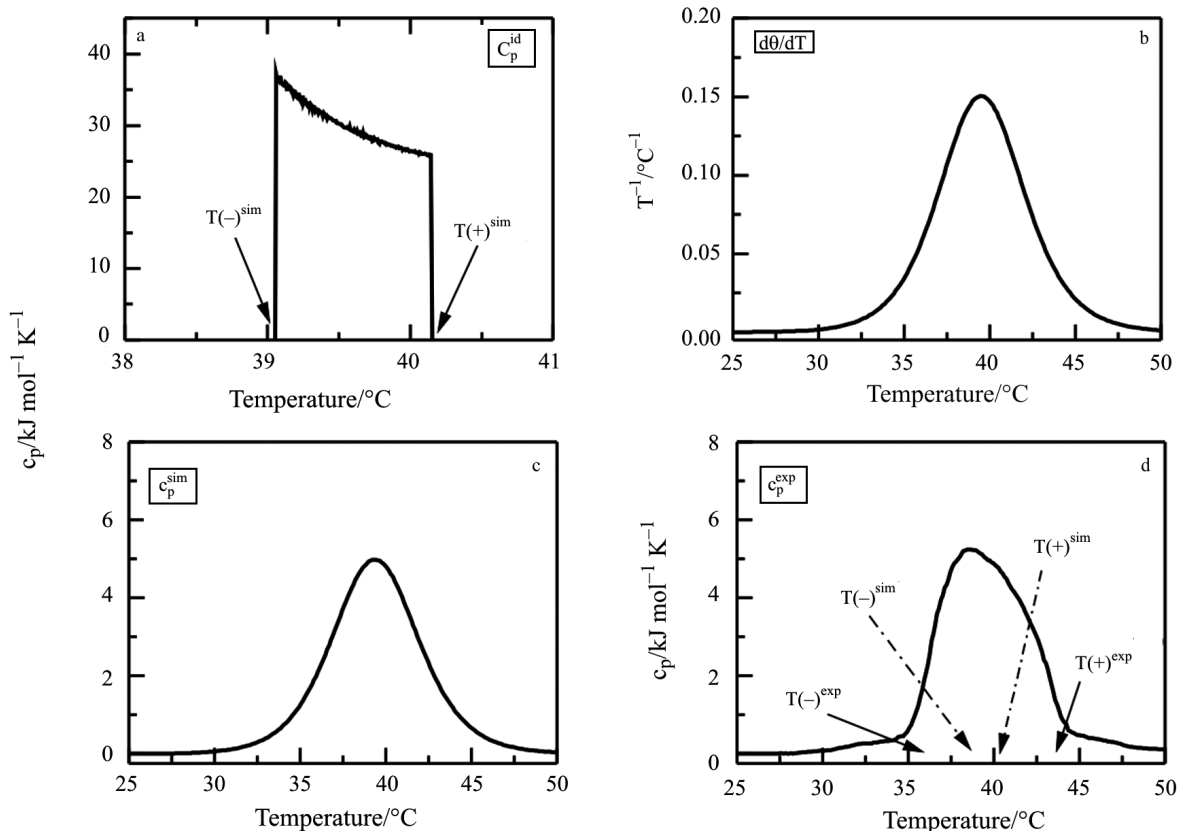 a
C_p^id
40
30
20
10
0
T(–)^sim
T(+)^sim
38
39
40
41
Temperature/°C
c_p/kJ mol^–1 K^–1
0.20
dθ/dT
b
0.15
0.10
0.05
0.00
T^–1/°C^–1
25
30
35
40
45
50
Temperature/°C
8
c_p^sim
c
6
4
2
0
25
30
35
40
45
50
Temperature/°C
8
c_p^exp
d
6
4
2
0
c_p/kJ mol^–1 K^–1
T(+)^sim
T(–)^sim
T(+)^exp
T(–)^exp
25
30
35
40
45
50
Temperature/°C